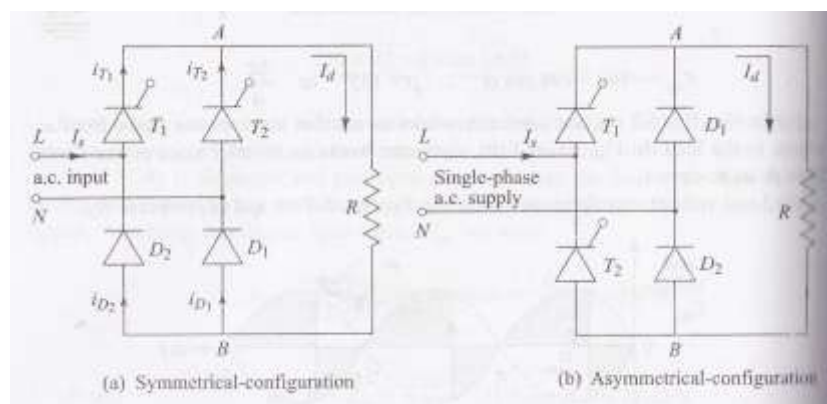 A
A
i_T1
i_T2
I_d
I_d
T_1
T_2
T_1
D_1
L
I_s
L
I_s
a.c. input
Single-phase
a.c. supply
N
N
R
R
D_2
D_1
T_2
D_2
i_D2
i_D1
B
B
(a) Symmetrical-configuration
(b) Asymmetrical-configuration